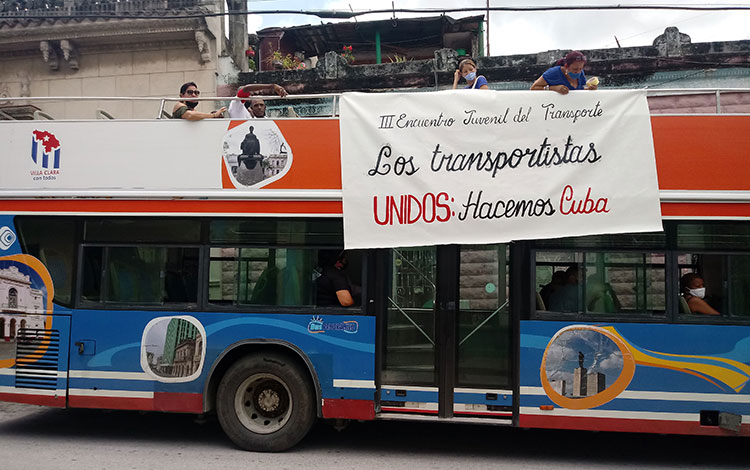 III Encuentro Juvenil del Transporte
Los transportistas
UNIDOS: Hacemos Cuba
VILLA CLARA
con todos